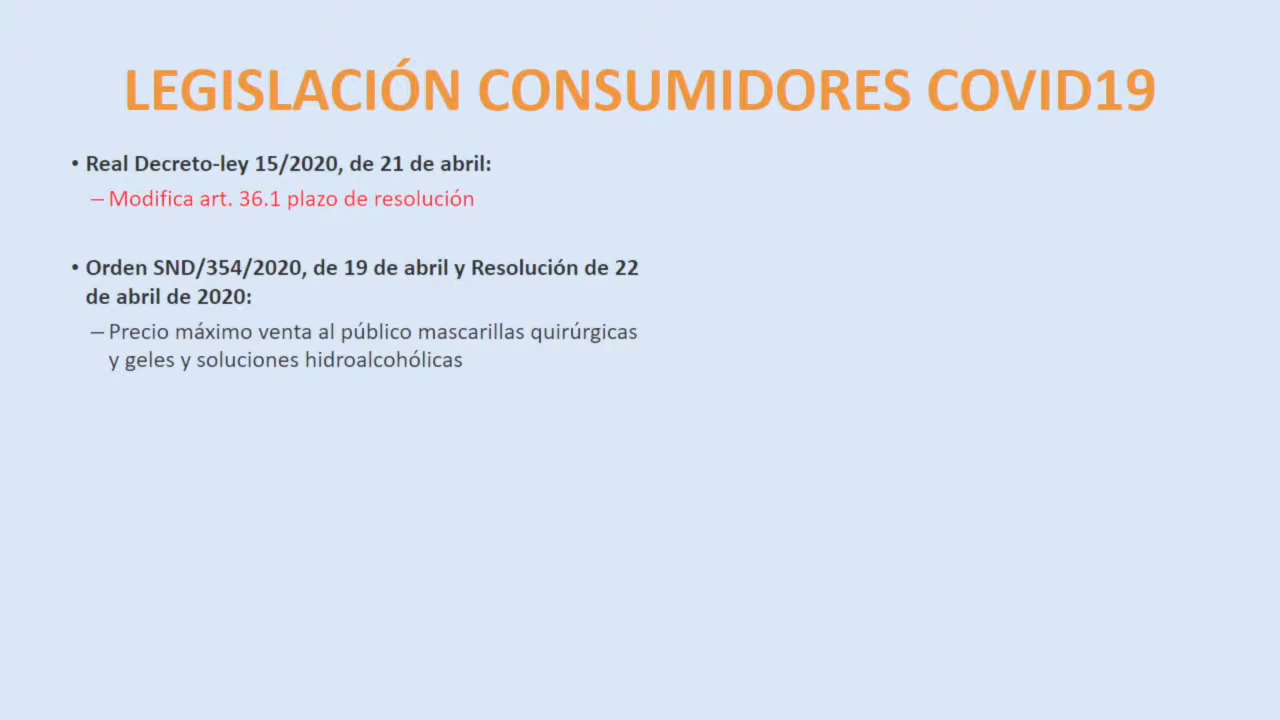 LEGISLACIÓN CONSUMIDORES COVID19
• Real Decreto-ley 15/2020, de 21 de abril:
– Modifica art. 36.1 plazo de resolución
• Orden SND/354/2020, de 19 de abril y Resolución de 22
de abril de 2020:
– Precio máximo venta al público mascarillas quirúrgicas
y geles y soluciones hidroalcohólicas